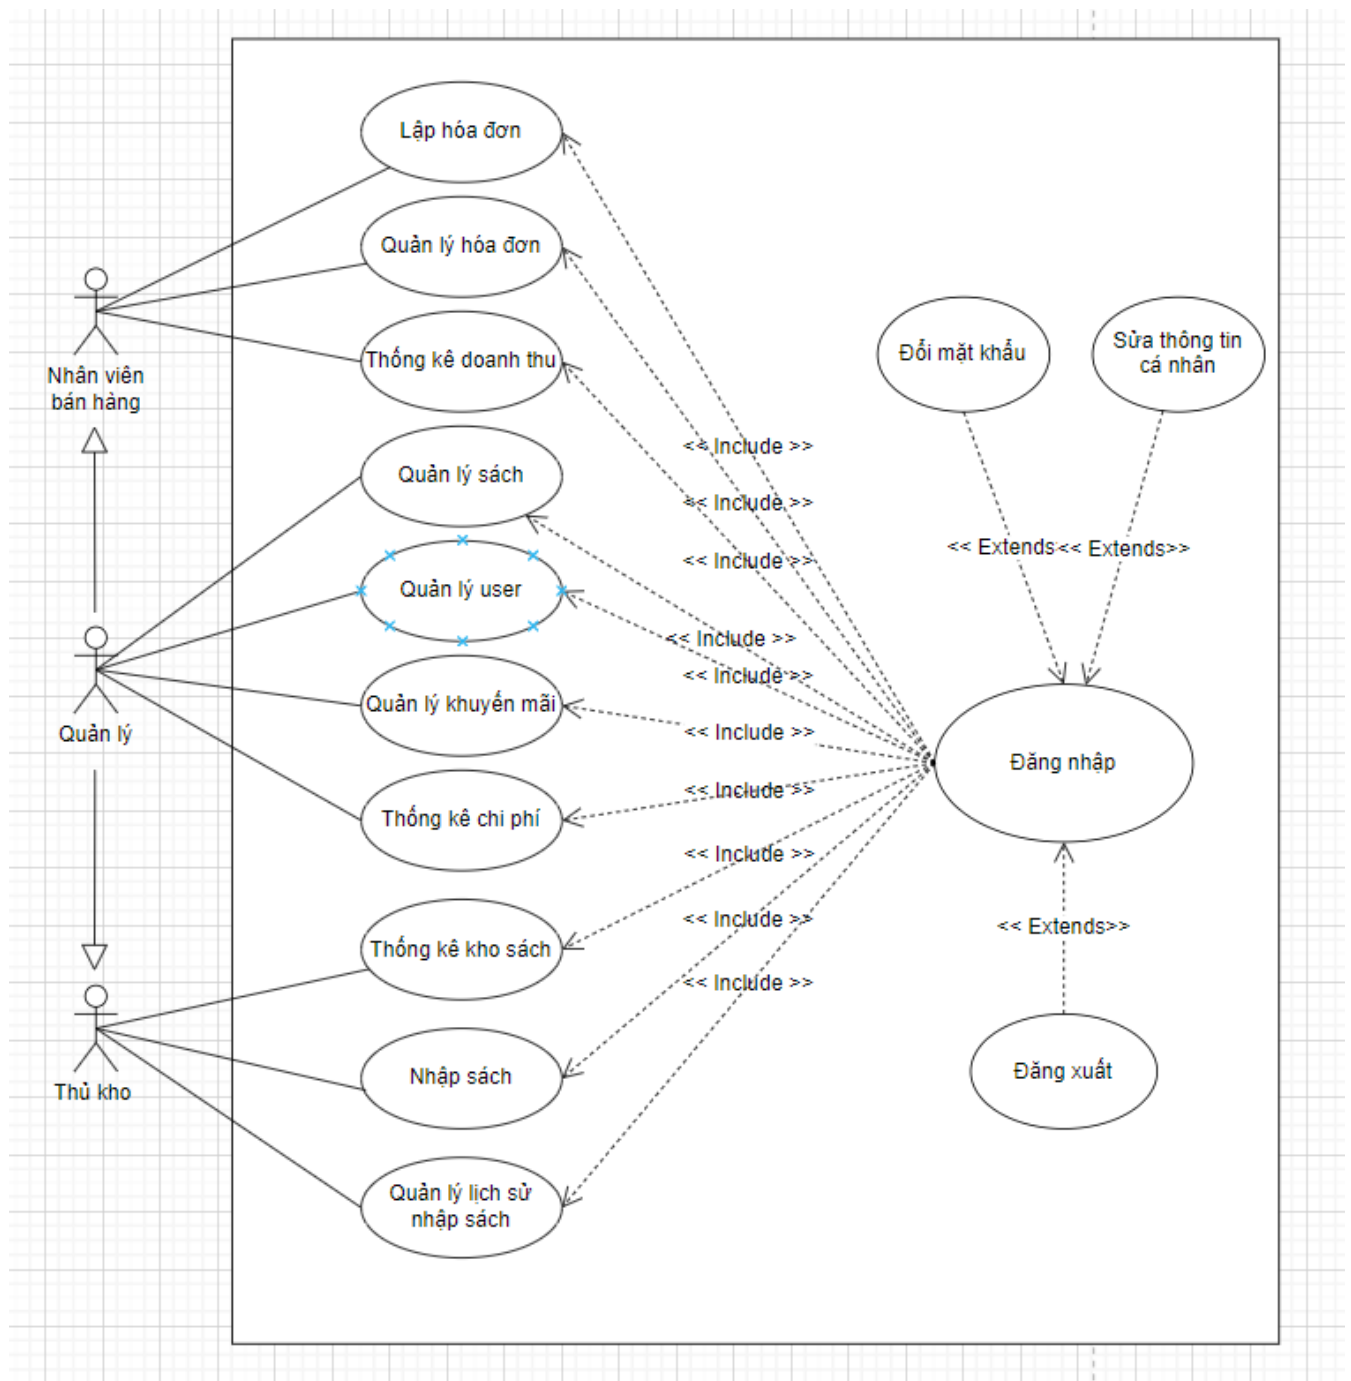 Lập hóa đơn
Quản lý hóa đơn
Thống kê doanh thu
Quản lý sách
Quản lý user
Quản lý khuyến mãi
Thống kê chi phí
Thống kê kho sách
Nhập sách
Quản lý lịch sử
nhập sách
Nhân viên
bán hàng
Quản lý
Thủ kho
<< Include >>
<< Include >>
<< Include >>
<< Include >>
<< Include >>
<< Include >>
<< Include >>
<< Include >>
<< Include >>
<< Include >>
Đổi mặt khẩu
Sửa thông tin
cá nhân
<< Extends
<< Extends>>
Đăng nhập
<< Extends>>
Đăng xuất